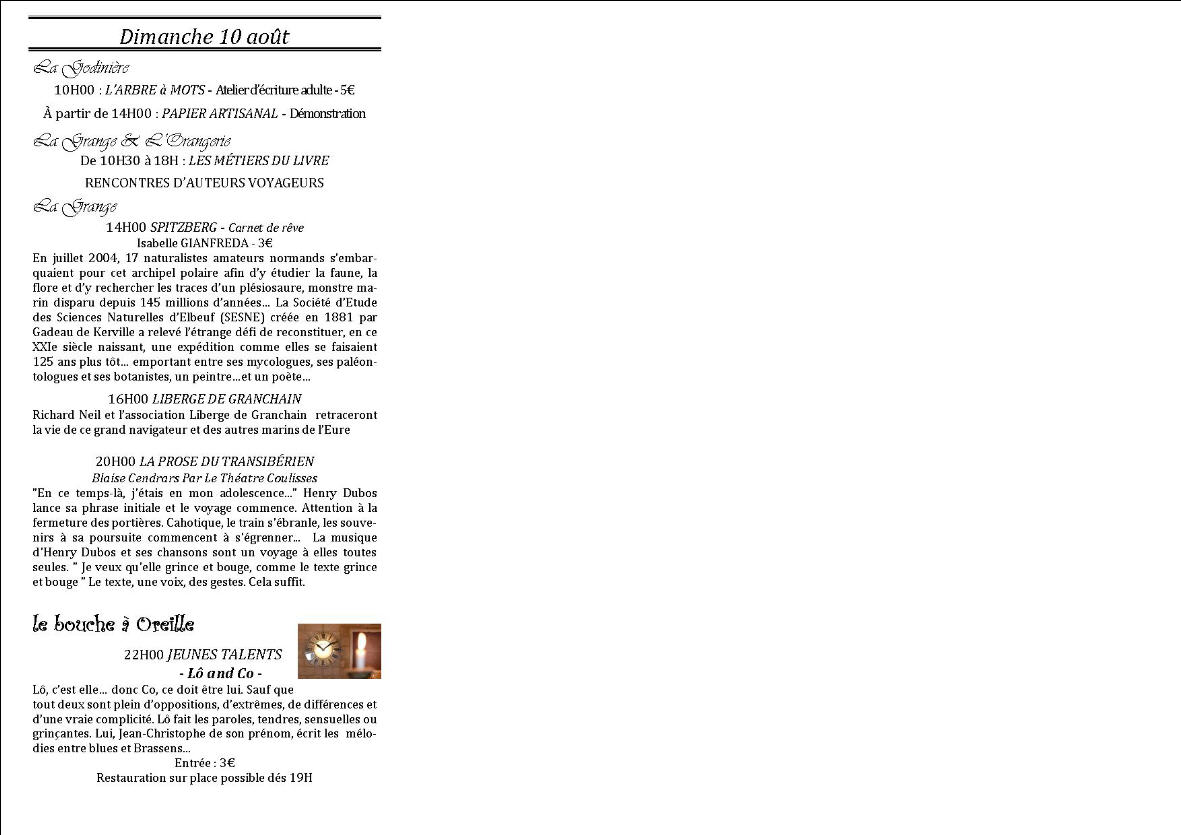 Dimanche 10 août
La Godinière
10H00 : L'ARBRE à MOTS - Atelier d'écriture adulte - 5€
À partir de 14H00 : PAPIER ARTISANAL - Démonstration
La Grange & L'Orangerie
De 10H30 à 18H : LES MÉTIERS DU LIVRE
RENCONTRES D'AUTEURS VOYAGEURS
La Grange
14H00 SPITZBERG - Carnet de rêve
Isabelle GIANFREDA - 3€
En juillet 2004, 17 naturalistes amateurs normands s'embar-
quaient pour cet archipel polaire afin d'y étudier la faune, la
flore et d'y rechercher les traces d'un plésiosaure, monstre ma-
rin disparu depuis 145 millions d'années... La Société d'Etude
des Sciences Naturelles d'Elbeuf (SESNE) créée en 1881 par
Gadeau de Kerville a relevé l'étrange défi de reconstituer, en ce
XXIe siècle naissant, une expédition comme elles se faisaient
125 ans plus tôt... emportant entre ses mycologues, ses paléon-
tologues et ses botanistes, un peintre...et un poète...
16H00 LIBERGE DE GRANCHAIN
Richard Neil et l'association Liberge de Granchain retraceront
la vie de ce grand navigateur et des autres marins de l'Eure
20H00 LA PROSE DU TRANSIBÉRIEN
Blaise Cendrars Par Le Théatre Coulisses
"En ce temps-là, j'étais en mon adolescence..." Henry Dubos
lance sa phrase initiale et le voyage commence. Attention à la
fermeture des portières. Cahotique, le train s'ébranle, les souve-
nirs à sa poursuite commencent à s'égrenner... La musique
d'Henry Dubos et ses chansons sont un voyage à elles toutes
seules. " Je veux qu'elle grince et bouge, comme le texte grince
et bouge " Le texte, une voix, des gestes. Cela suffit.
le bouche à Oreille
22H00 JEUNES TALENTS
- Lô and Co -
Lô, c'est elle... donc Co, ce doit être lui. Sauf que
tout deux sont plein d'oppositions, d'extrêmes, de différences et
d'une vraie complicité. Lô fait les paroles, tendres, sensuelles ou
grinçantes. Lui, Jean-Christophe de son prénom, écrit les mélo-
dies entre blues et Brassens...
Entrée : 3€
Restauration sur place possible dés 19H